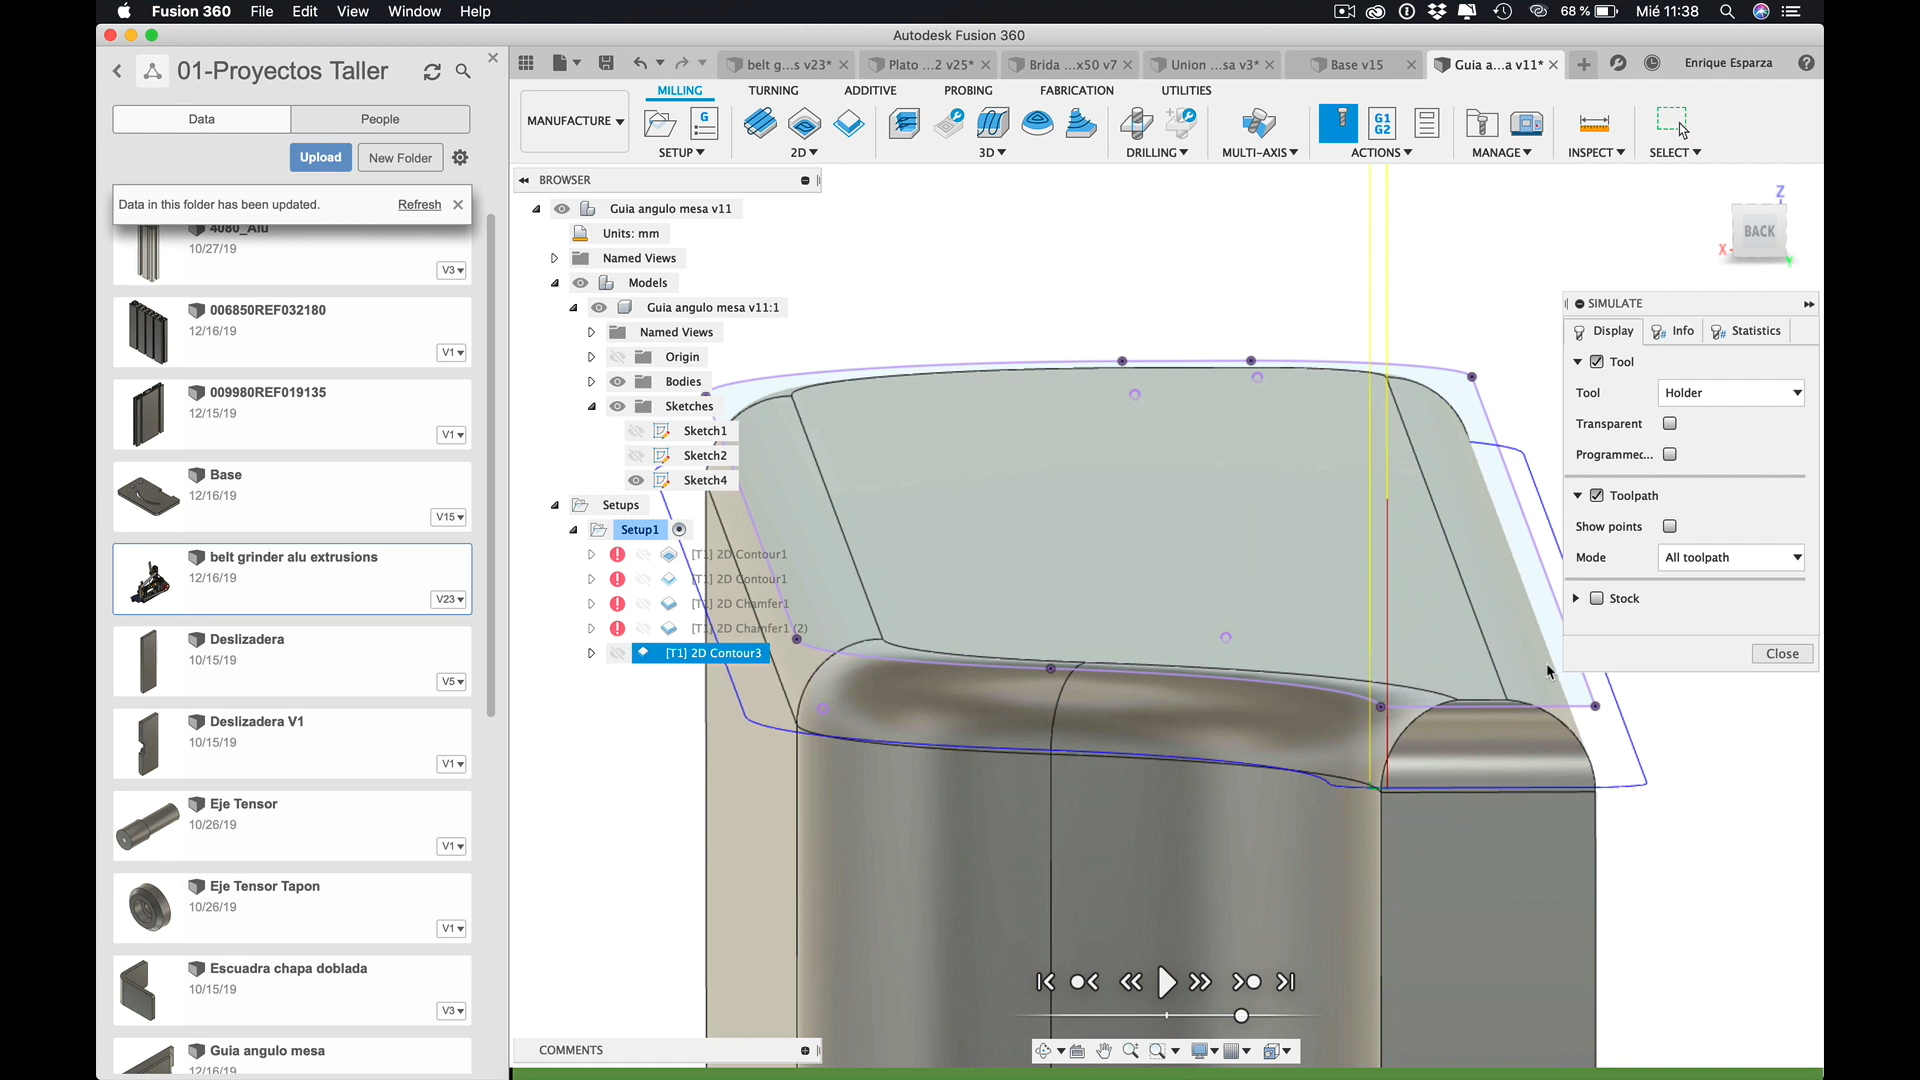 Fusion 360 File Edit View Window Help
68 % Mié 11:38
Autodesk Fusion 360
01-Proyectos Taller
belt g...s v23*
Plato ...2 v25*
Brida ...x50 v7
Union ...sa v3*
Base v15
Guia a...a v11*
Enrique Esparza
Data People
Upload New Folder
Data in this folder has been updated. Refresh
4080_Alu
10/27/19
V3
006850REF032180
12/16/19
V1
009980REF019135
12/15/19
V1
Base
12/16/19
V15
belt grinder alu extrusions
12/16/19
V23
Deslizadera
10/15/19
V5
Deslizadera V1
10/15/19
V1
Eje Tensor
10/26/19
V1
Eje Tensor Tapon
10/26/19
V1
Escuadra chapa doblada
10/15/19
V3
Guia angulo mesa
12/16/19
MANUFACTURE
MILLING TURNING ADDITIVE PROBING FABRICATION UTILITIES
G
G1
G2
SETUP 2D 3D DRILLING MULTI-AXIS ACTIONS MANAGE INSPECT SELECT
BROWSER
Guia angulo mesa v11
Units: mm
Named Views
Models
Guia angulo mesa v11:1
Named Views
Origin
Bodies
Sketches
Sketch1
Sketch2
Sketch4
Setups
Setup1
[T1] 2D Contour1
[T1] 2D Contour1
[T1] 2D Chamfer1
[T1] 2D Chamfer1 (2)
[T1] 2D Contour3
Z
BACK
X
Y
SIMULATE
Display Info Statistics
Tool
Tool Holder
Transparent
Programmec...
Toolpath
Show points
Mode All toolpath
Stock
Close
COMMENTS